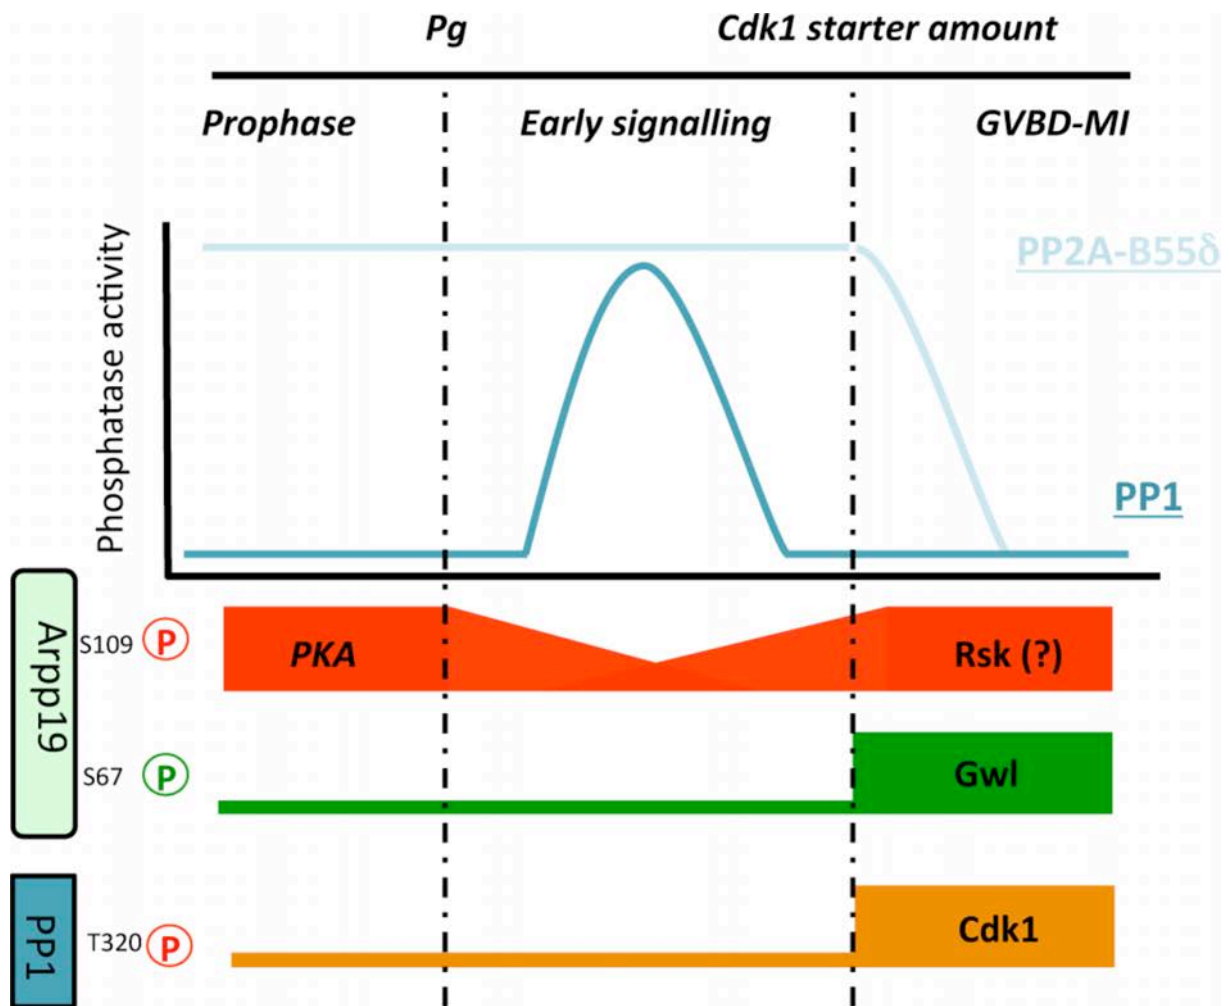 Pg Cdk1 starter amount
Prophase Early signalling GVBD-MI
Phosphatase activity
PP2A-B55δ
PP1
Arpp19
S109 P PKA Rsk (?)
S67 P Gwl
PP1
T320 P Cdk1